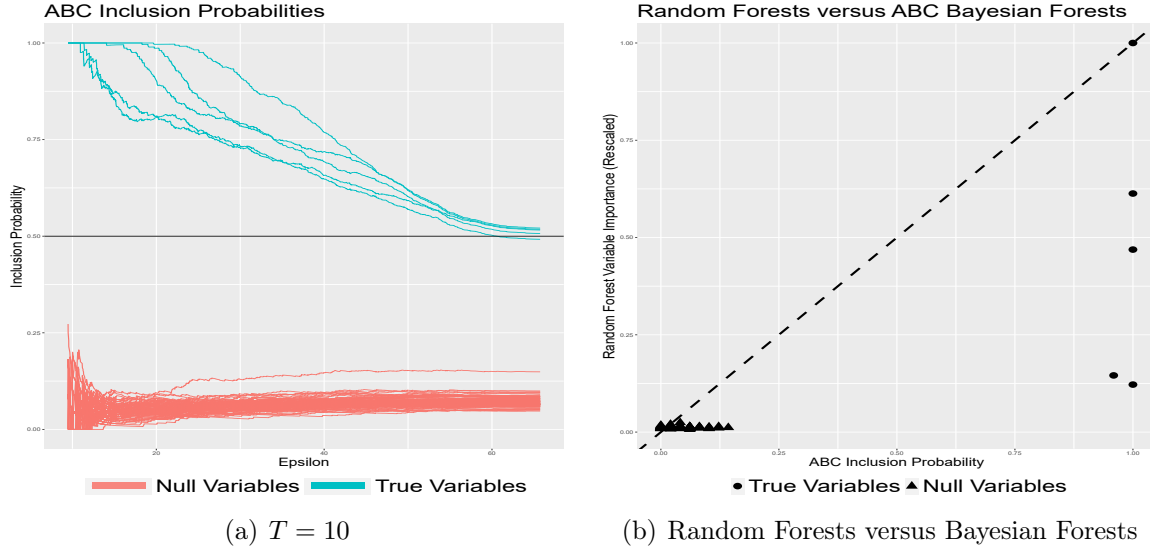 ABC Inclusion Probabilities
Inclusion Probability
1.00
0.75
0.50
0.25
0.00
20
40
60
Epsilon
Null Variables True Variables
(a) T = 10
Random Forests versus ABC Bayesian Forests
Random Forest Variable Importance (Rescaled)
1.00
0.75
0.50
0.25
0.00
0.00
0.25
0.50
0.75
1.00
ABC Inclusion Probability
True Variables Null Variables
(b) Random Forests versus Bayesian Forests